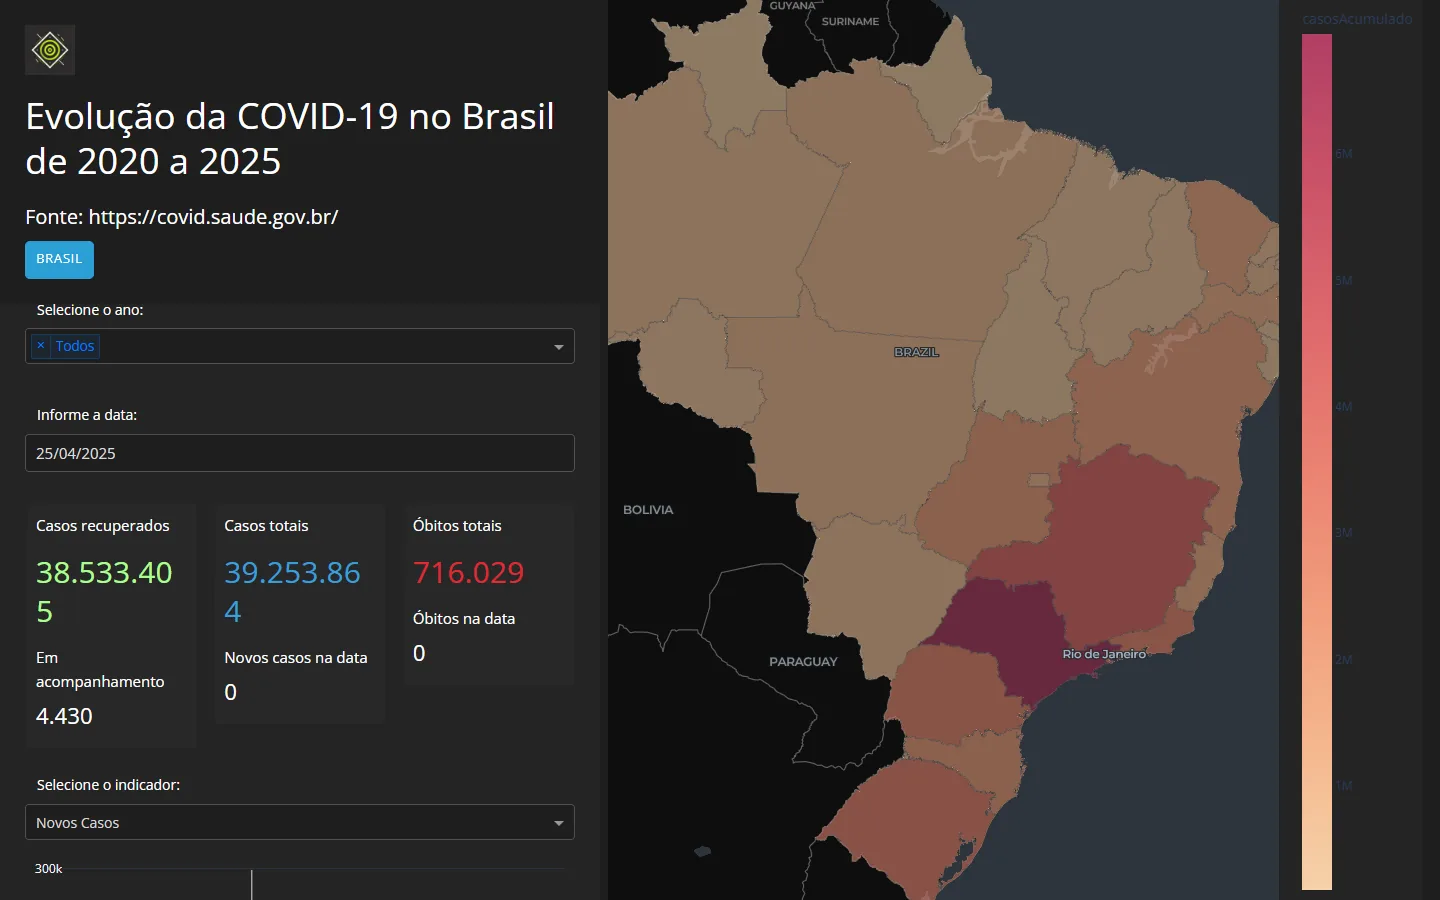 Evolução da COVID-19 no Brasil
de 2020 a 2025
Fonte: https://covid.saude.gov.br/
BRASIL
Selecione o ano:
× Todos
Informe a data:
25/04/2025
Casos recuperados
38.533.40
5
Em
acompanhamento
4.430
Casos totais
39.253.86
4
Novos casos na data
0
Óbitos totais
716.029
Óbitos na data
0
Selecione o indicador:
Novos Casos
300k
GUYANA
SURINAME
BRAZIL
BOLIVIA
PARAGUAY
Rio de Janeiro
casosAcumulado
6M
5M
4M
3M
2M
1M